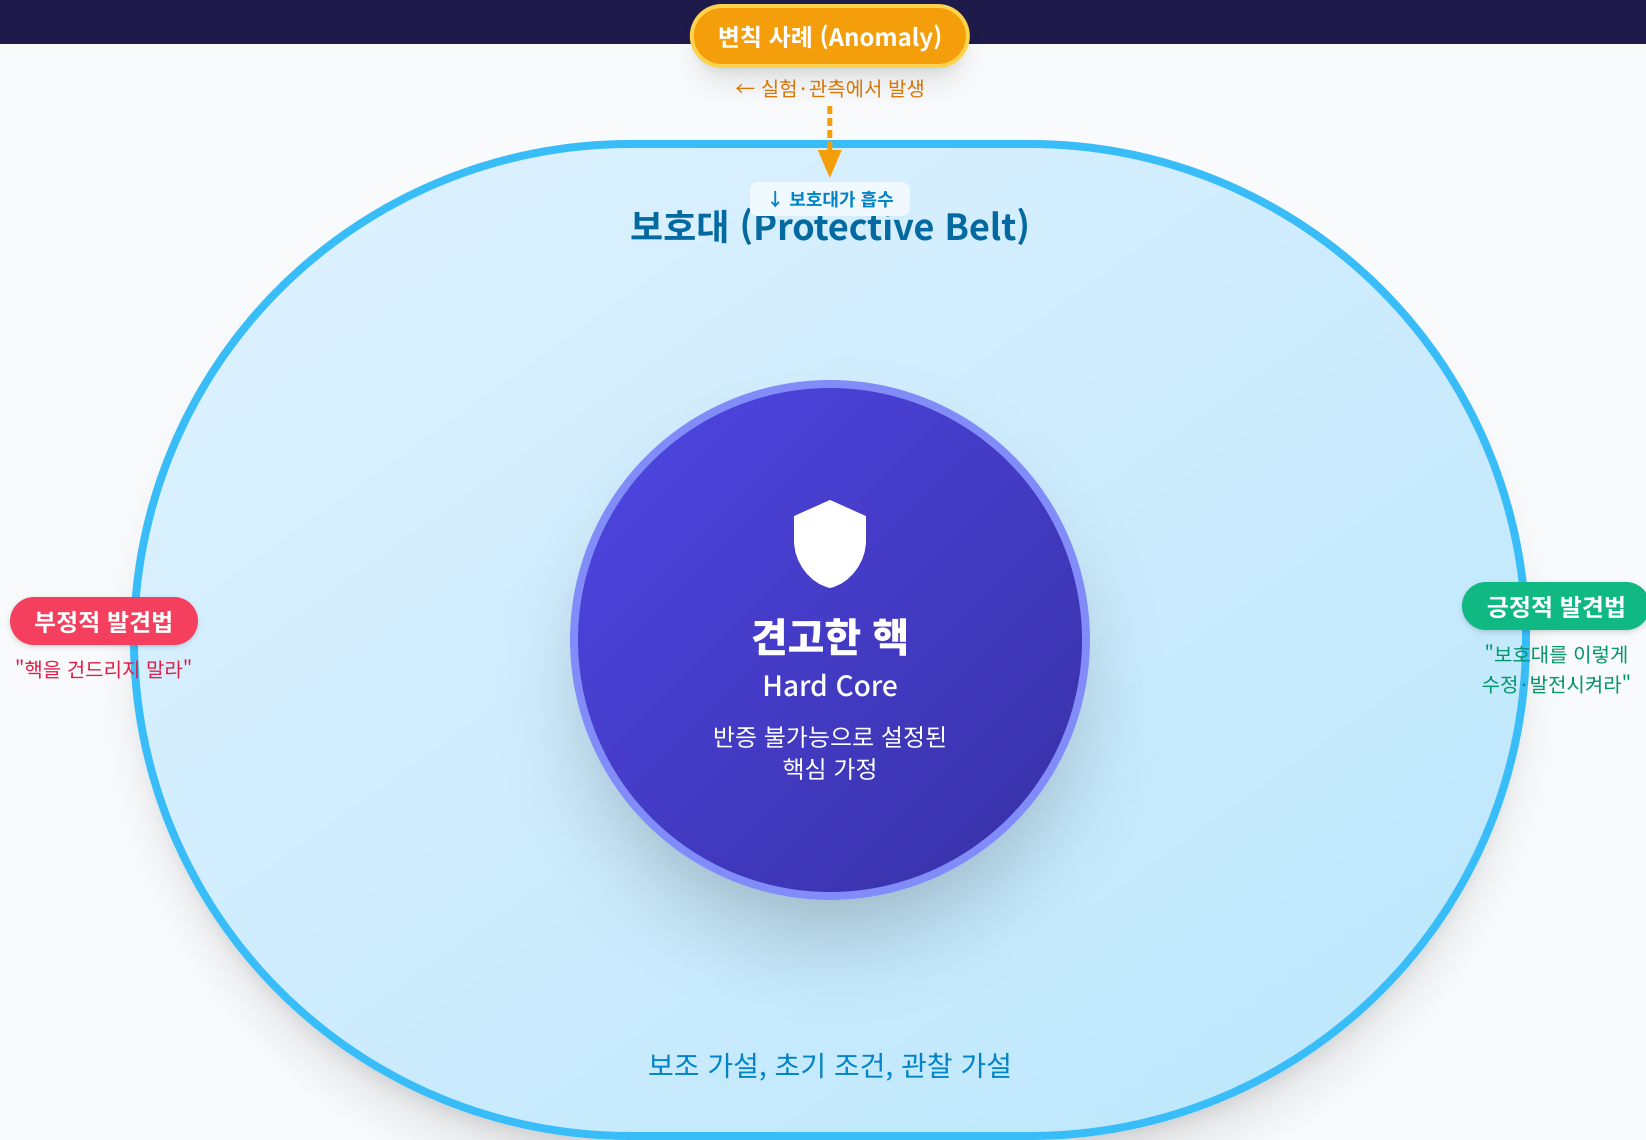 변칙 사례 (Anomaly)
← 실험·관측에서 발생
↓ 보호대가 흡수
보호대 (Protective Belt)
견고한 핵
Hard Core
반증 불가능으로 설정된
핵심 가정
부정적 발견법
"핵을 건드리지 말라"
긍정적 발견법
"보호대를 이렇게
수정·발전시켜라"
보조 가설, 초기 조건, 관찰 가설